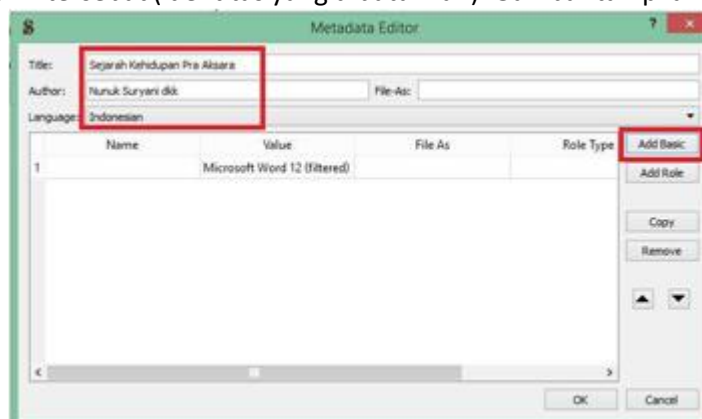 S Metadata Editor ?
Title: Sejarah Kehidupan Pra Aksara
Author: Nunuk Suryani dkk File-As:
Language: Indonesian
Name Value File As Role Type Add Basic
1 Microsoft Word 12 (filtered)
Add Role
Copy
Remove
OK Cancel